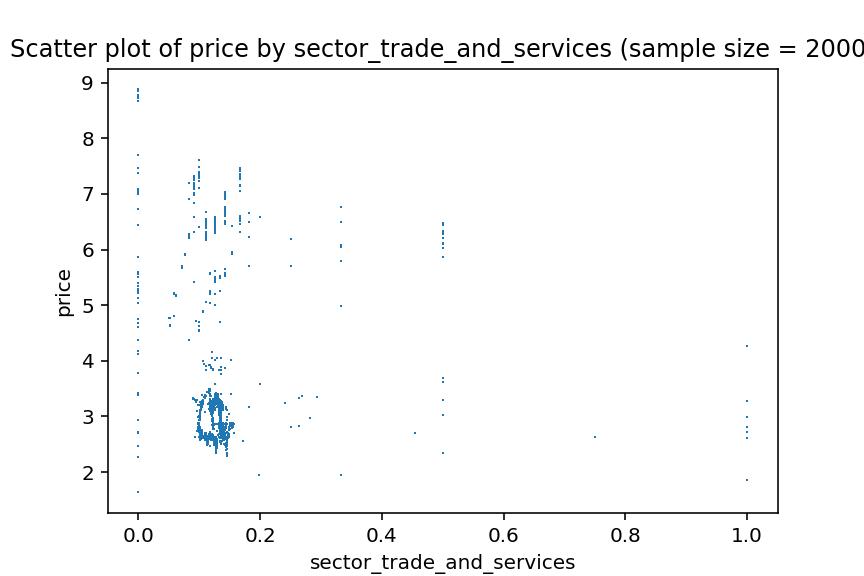 Scatter plot of price by sector_trade_and_services (sample size = 2000
9
8
7
6
5
4
3
2
price
0.0 0.2 0.4 0.6 0.8 1.0
sector_trade_and_services